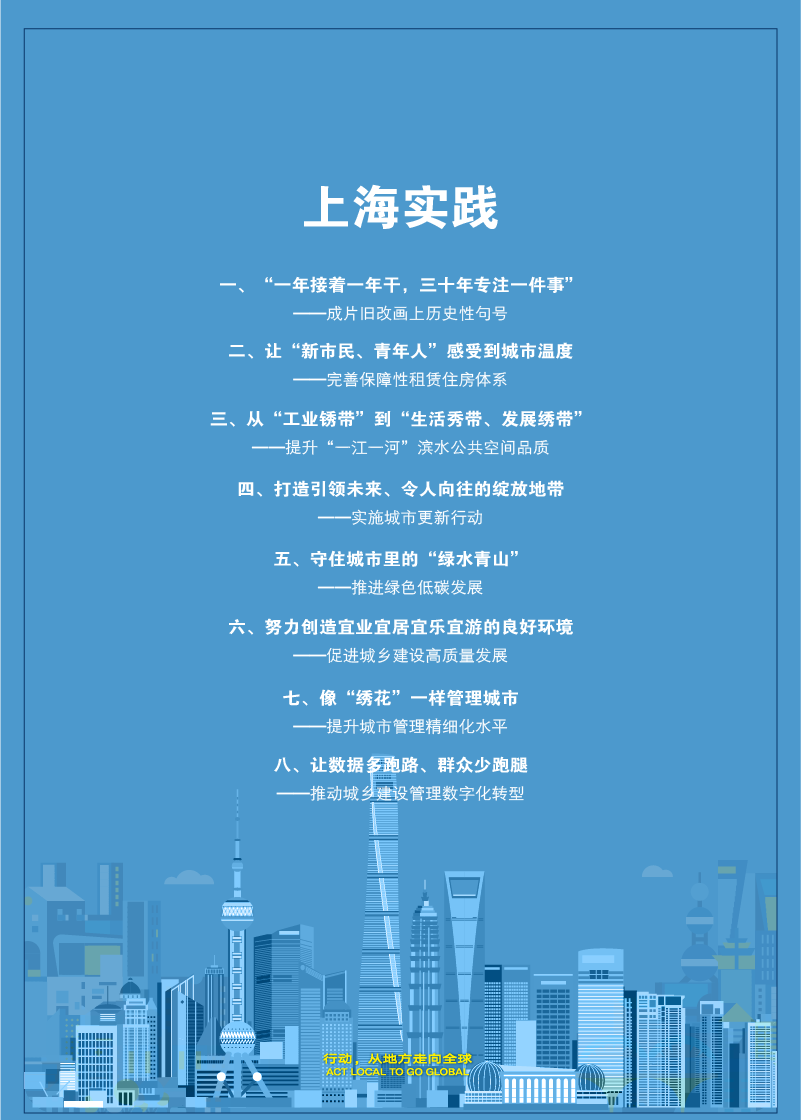 上海实践
一、“一年接着一年干，三十年专注一件事”
——成片旧改画上历史性句号
二、让“新市民、青年人”感受到城市温度
——完善保障性租赁住房体系
三、从“工业锈带”到“生活秀带、发展绣带”
——提升“一江一河”滨水公共空间品质
四、打造引领未来、令人向往的绽放地带
——实施城市更新行动
五、守住城市里的“绿水青山”
——推进绿色低碳发展
六、努力创造宜业宜居宜乐宜游的良好环境
——促进城乡建设高质量发展
七、像“绣花”一样管理城市
——提升城市管理精细化水平
八、让数据多跑路、群众少跑腿
——推动城乡建设管理数字化转型
行动，从地方走向全球
ACT LOCAL TO GO GLOBAL